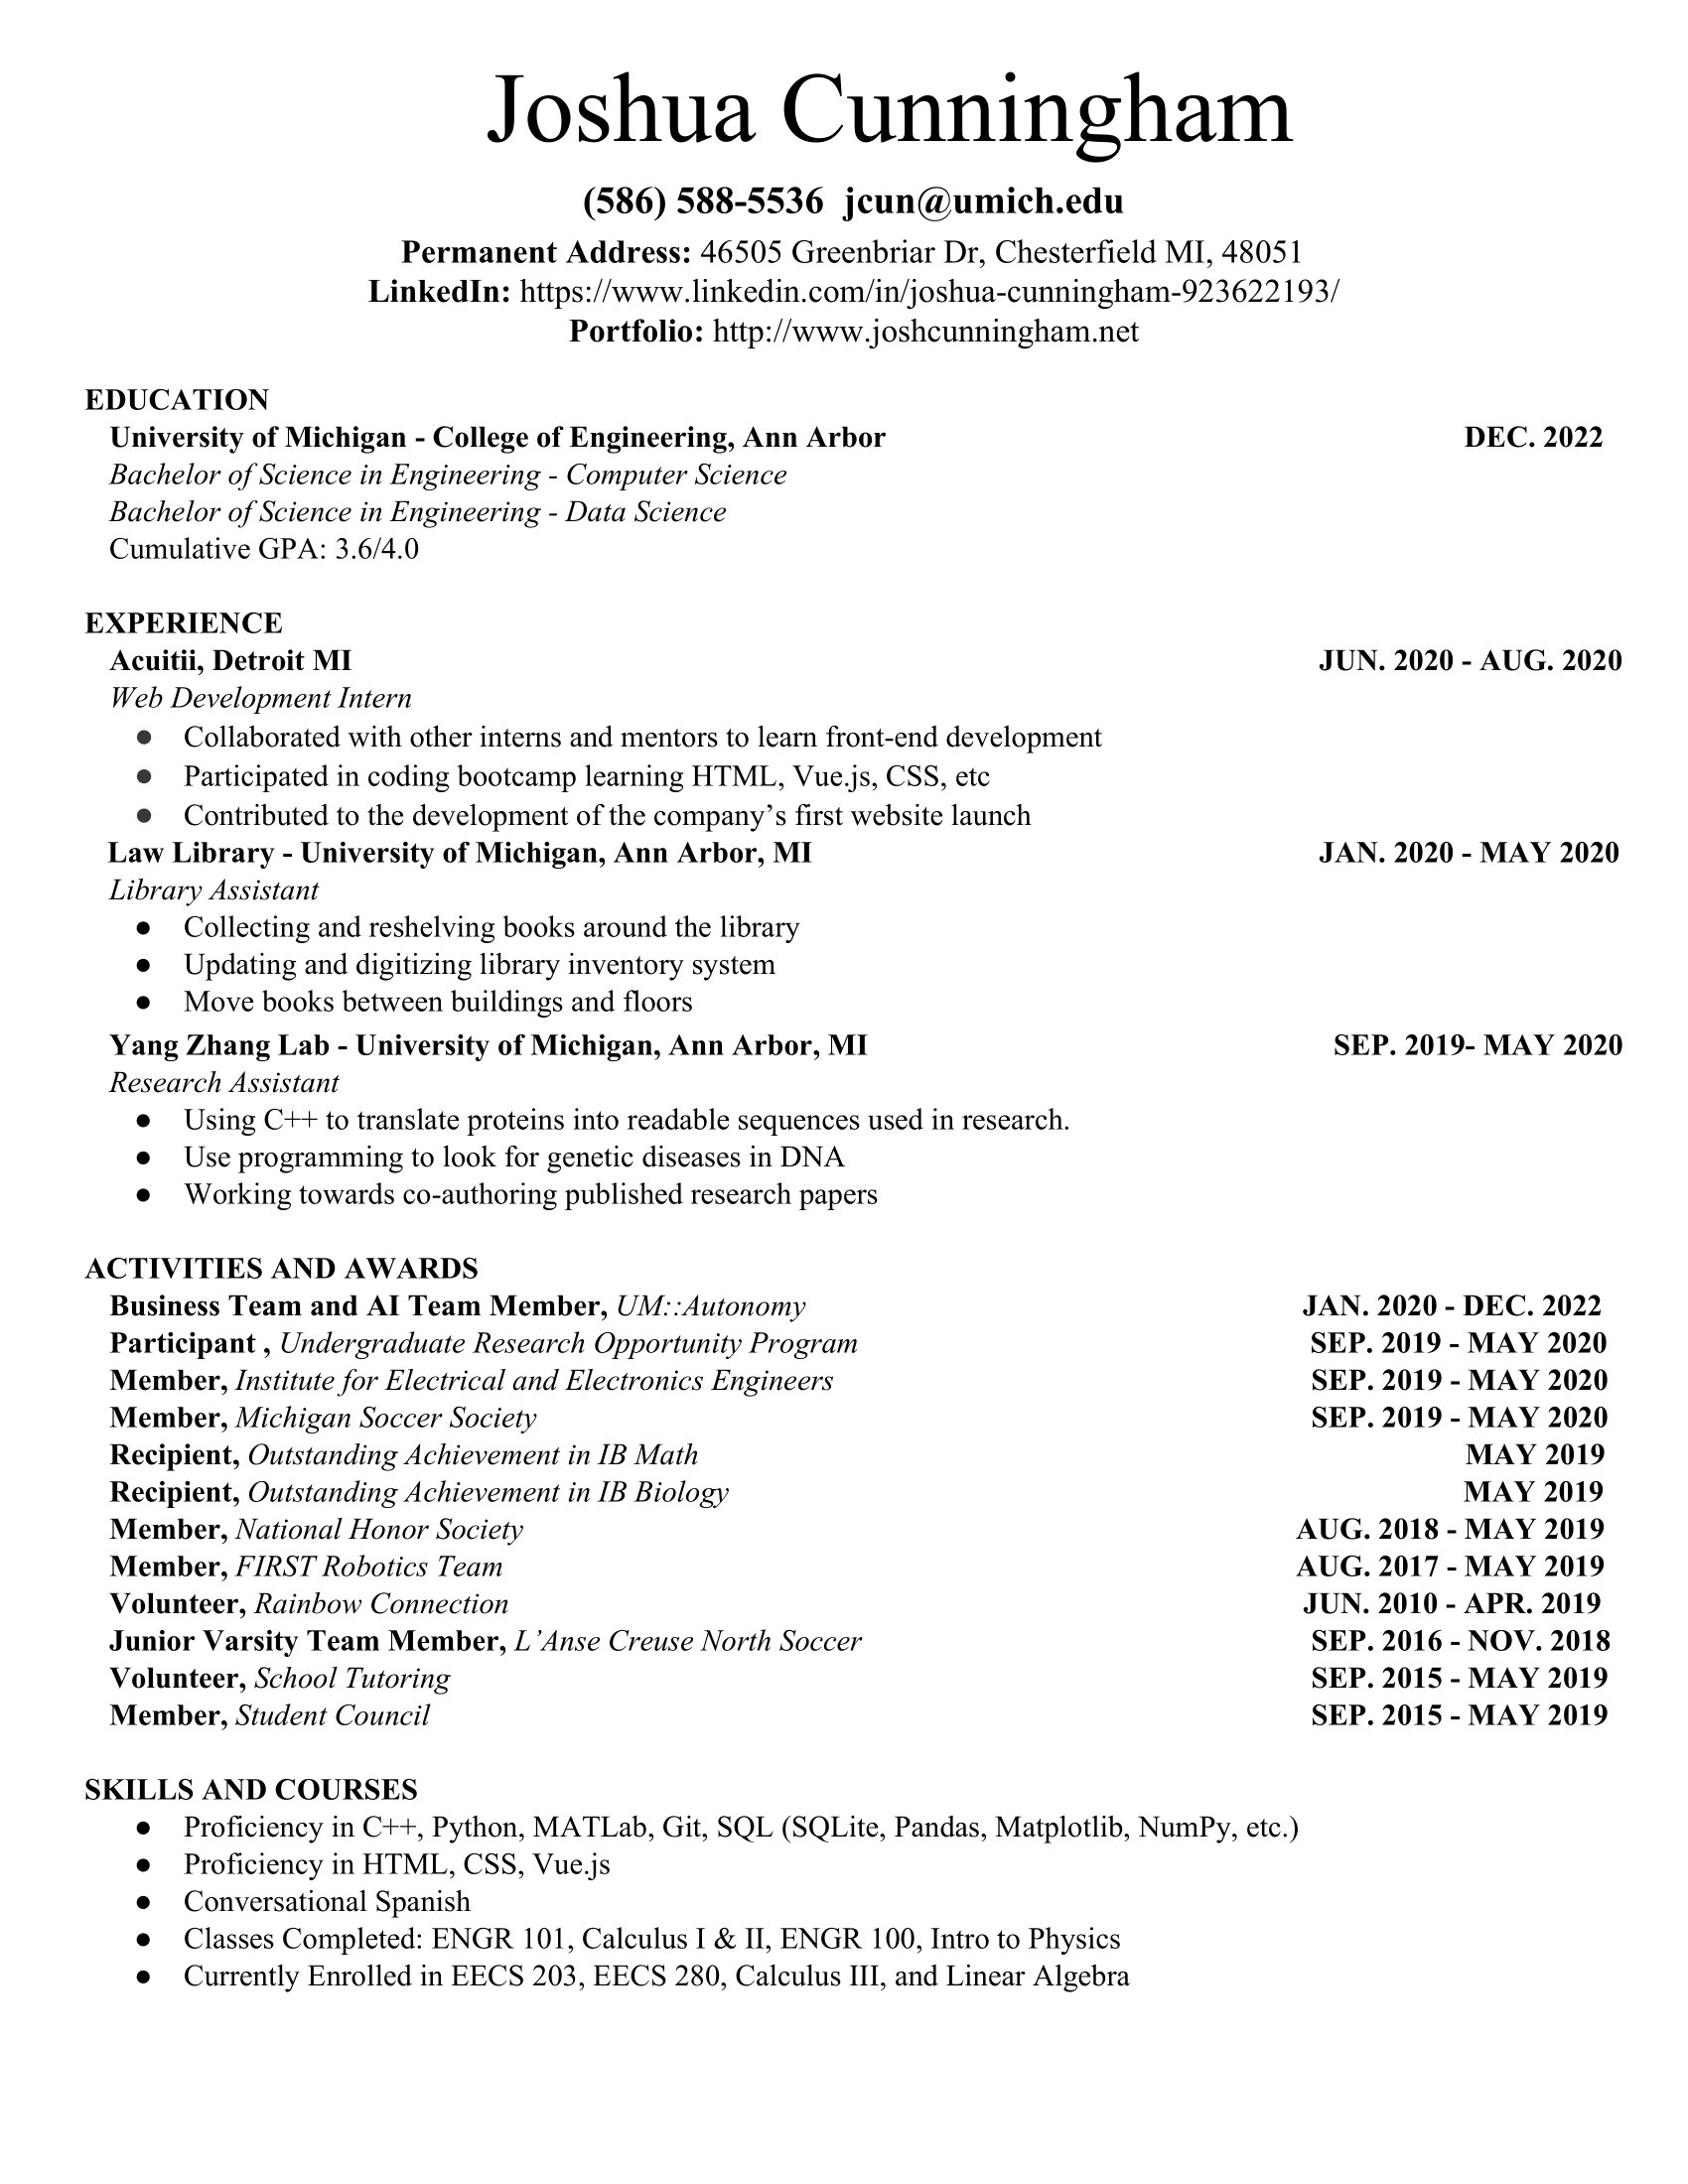 Joshua Cunningham
(586) 588-5536 jcun@umich.edu
Permanent Address: 46505 Greenbriar Dr, Chesterfield MI, 48051
LinkedIn: https://www.linkedin.com/in/joshua-cunningham-923622193/
Portfolio: http://www.joshcunningham.net
EDUCATION
University of Michigan - College of Engineering, Ann Arbor DEC. 2022
Bachelor of Science in Engineering - Computer Science
Bachelor of Science in Engineering - Data Science
Cumulative GPA: 3.6/4.0
EXPERIENCE
Acuitii, Detroit MI JUN. 2020 - AUG. 2020
Web Development Intern
● Collaborated with other interns and mentors to learn front-end development
● Participated in coding bootcamp learning HTML, Vue.js, CSS, etc
● Contributed to the development of the company’s first website launch
Law Library - University of Michigan, Ann Arbor, MI JAN. 2020 - MAY 2020
Library Assistant
● Collecting and reshelving books around the library
● Updating and digitizing library inventory system
● Move books between buildings and floors
Yang Zhang Lab - University of Michigan, Ann Arbor, MI SEP. 2019- MAY 2020
Research Assistant
● Using C++ to translate proteins into readable sequences used in research.
● Use programming to look for genetic diseases in DNA
● Working towards co-authoring published research papers
ACTIVITIES AND AWARDS
Business Team and AI Team Member, UM::Autonomy JAN. 2020 - DEC. 2022
Participant , Undergraduate Research Opportunity Program SEP. 2019 - MAY 2020
Member, Institute for Electrical and Electronics Engineers SEP. 2019 - MAY 2020
Member, Michigan Soccer Society SEP. 2019 - MAY 2020
Recipient, Outstanding Achievement in IB Math MAY 2019
Recipient, Outstanding Achievement in IB Biology MAY 2019
Member, National Honor Society AUG. 2018 - MAY 2019
Member, FIRST Robotics Team AUG. 2017 - MAY 2019
Volunteer, Rainbow Connection JUN. 2010 - APR. 2019
Junior Varsity Team Member, L’Anse Creuse North Soccer SEP. 2016 - NOV. 2018
Volunteer, School Tutoring SEP. 2015 - MAY 2019
Member, Student Council SEP. 2015 - MAY 2019
SKILLS AND COURSES
● Proficiency in C++, Python, MATLab, Git, SQL (SQLite, Pandas, Matplotlib, NumPy, etc.)
● Proficiency in HTML, CSS, Vue.js
● Conversational Spanish
● Classes Completed: ENGR 101, Calculus I & II, ENGR 100, Intro to Physics
● Currently Enrolled in EECS 203, EECS 280, Calculus III, and Linear Algebra